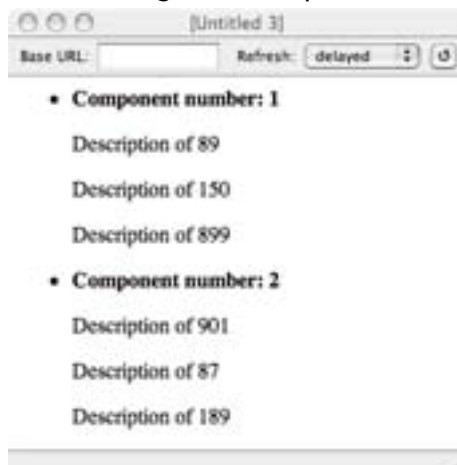 [Untitled 3]
Base URL: Refresh: delayed
• Component number: 1
Description of 89
Description of 150
Description of 899
• Component number: 2
Description of 901
Description of 87
Description of 189